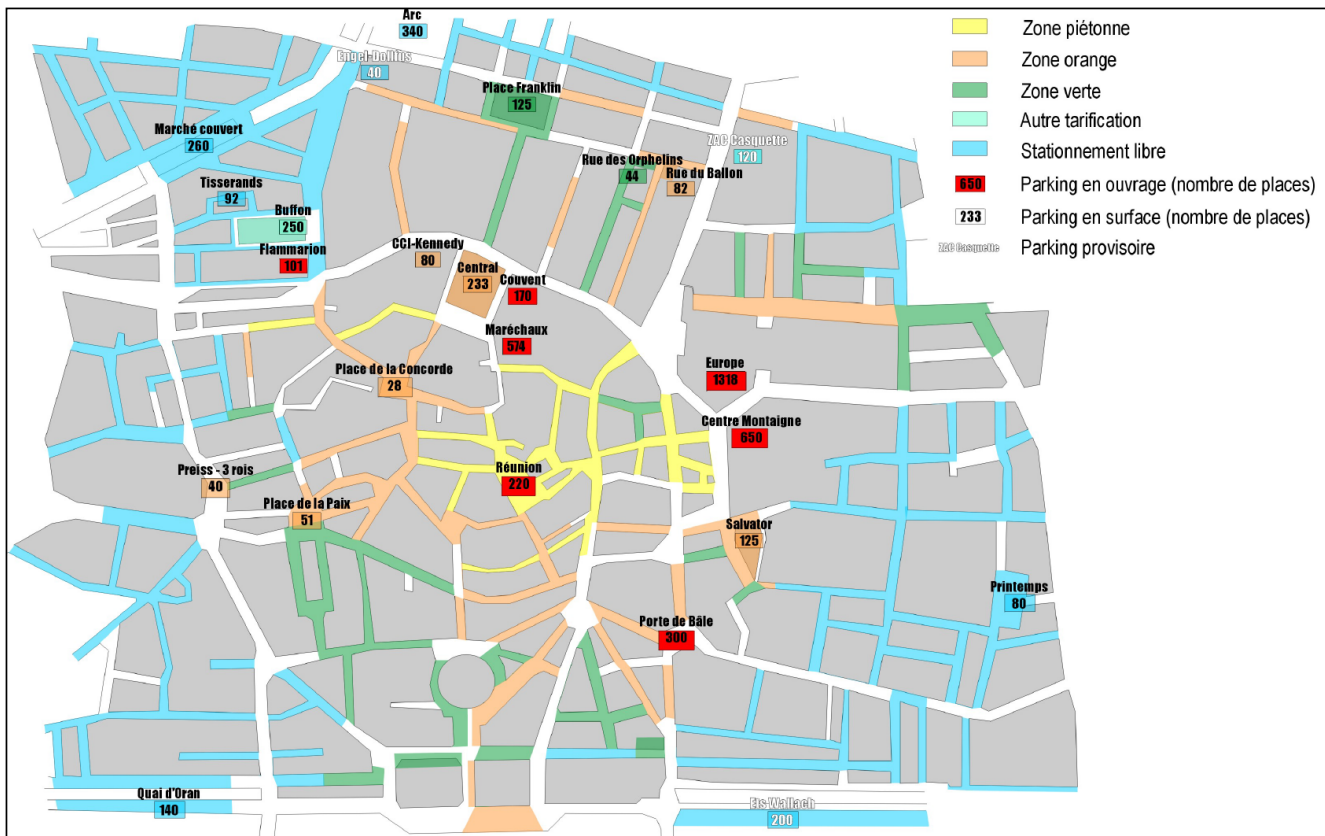 Arc
340
Engel-Dollfus
40
Place Franklin
125
Marché couvert
260
Rue des Orphelins
44
ZAC Casquette
120
Rue du Ballon
82
Tisserands
92
Buffon
250
Flammarion
101
CCI-Kennedy
80
Central
233
Couvent
170
Maréchaux
574
Place de la Concorde
28
Europe
1318
Centre Montaigne
650
Preiss - 3 rois
40
Réunion
220
Place de la Paix
51
Salvator
125
Printemps
80
Porte de Bâle
300
Quai d'Oran
140
Ets Wallach
200
Zone piétonne
Zone orange
Zone verte
Autre tarification
Stationnement libre
650 Parking en ouvrage (nombre de places)
233 Parking en surface (nombre de places)
ZAC Casquette Parking provisoire